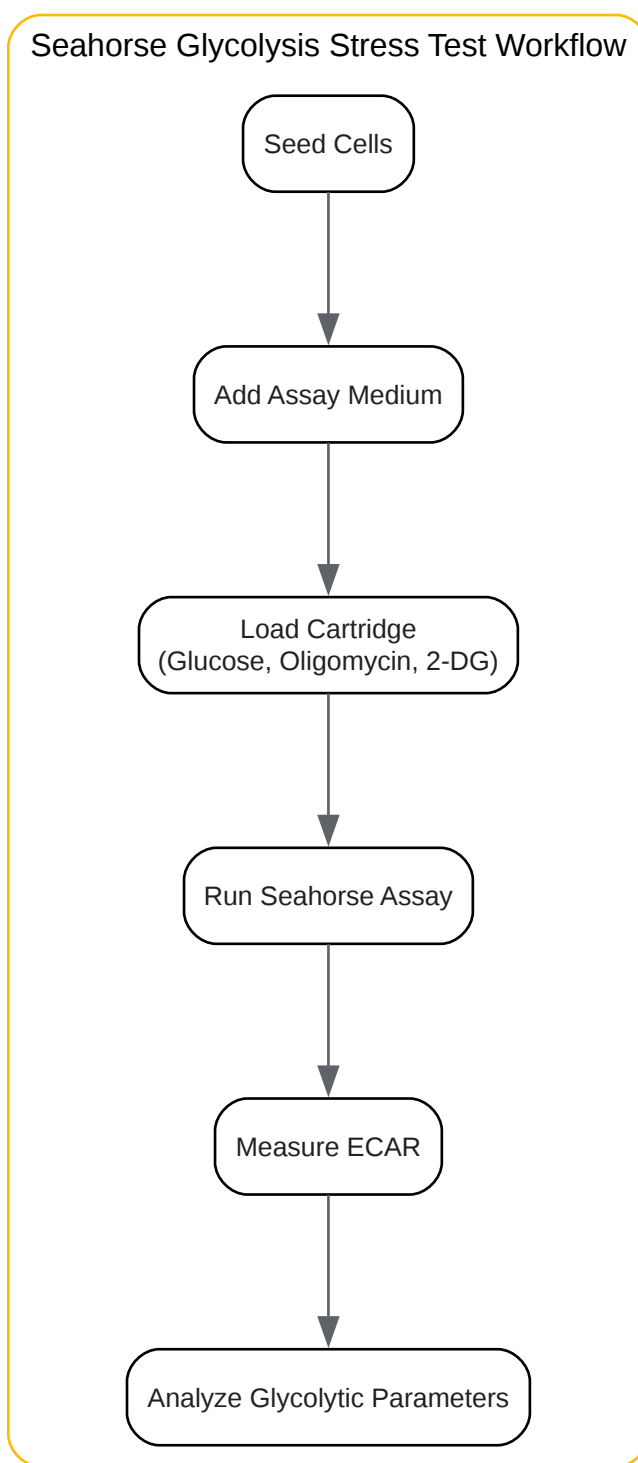 Seahorse Glycolysis Stress Test Workflow
Seed Cells
Add Assay Medium
Load Cartridge
(Glucose, Oligomycin, 2-DG)
Run Seahorse Assay
Measure ECAR
Analyze Glycolytic Parameters